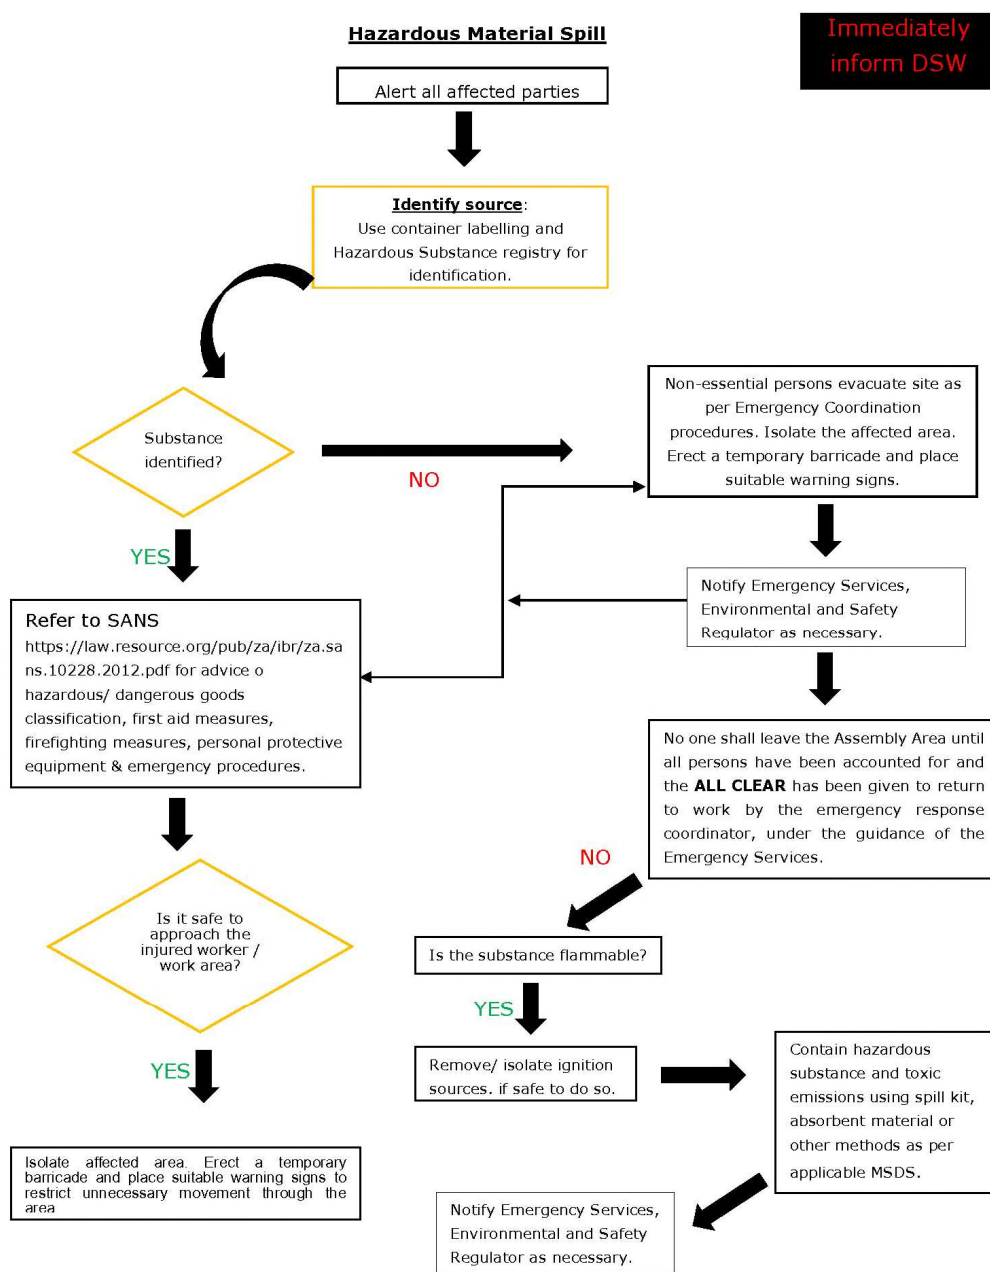 Hazardous Material Spill
Immediately
inform DSW
Alert all affected parties
Identify source:
Use container labelling and
Hazardous Substance registry for
identification.
Substance
identified?
NO
Non-essential persons evacuate site as
per Emergency Coordination
procedures. Isolate the affected area.
Erect a temporary barricade and place
suitable warning signs.
YES
Notify Emergency Services,
Environmental and Safety
Regulator as necessary.
Refer to SANS
https://law.resource.org/pub/za/ibr/za.sa
ns.10228.2012.pdf for advice o
hazardous/ dangerous goods
classification, first aid measures,
firefighting measures, personal protective
equipment & emergency procedures.
No one shall leave the Assembly Area until
all persons have been accounted for and
the ALL CLEAR has been given to return
to work by the emergency response
coordinator, under the guidance of the
Emergency Services.
NO
Is it safe to
approach the
injured worker /
work area?
Is the substance flammable?
YES
YES
Remove/ isolate ignition
sources. if safe to do so.
Contain hazardous
substance and toxic
emissions using spill kit,
absorbent material or
other methods as per
applicable MSDS.
Isolate affected area. Erect a temporary
barricade and place suitable warning signs to
restrict unnecessary movement through the
area
Notify Emergency Services,
Environmental and Safety
Regulator as necessary.